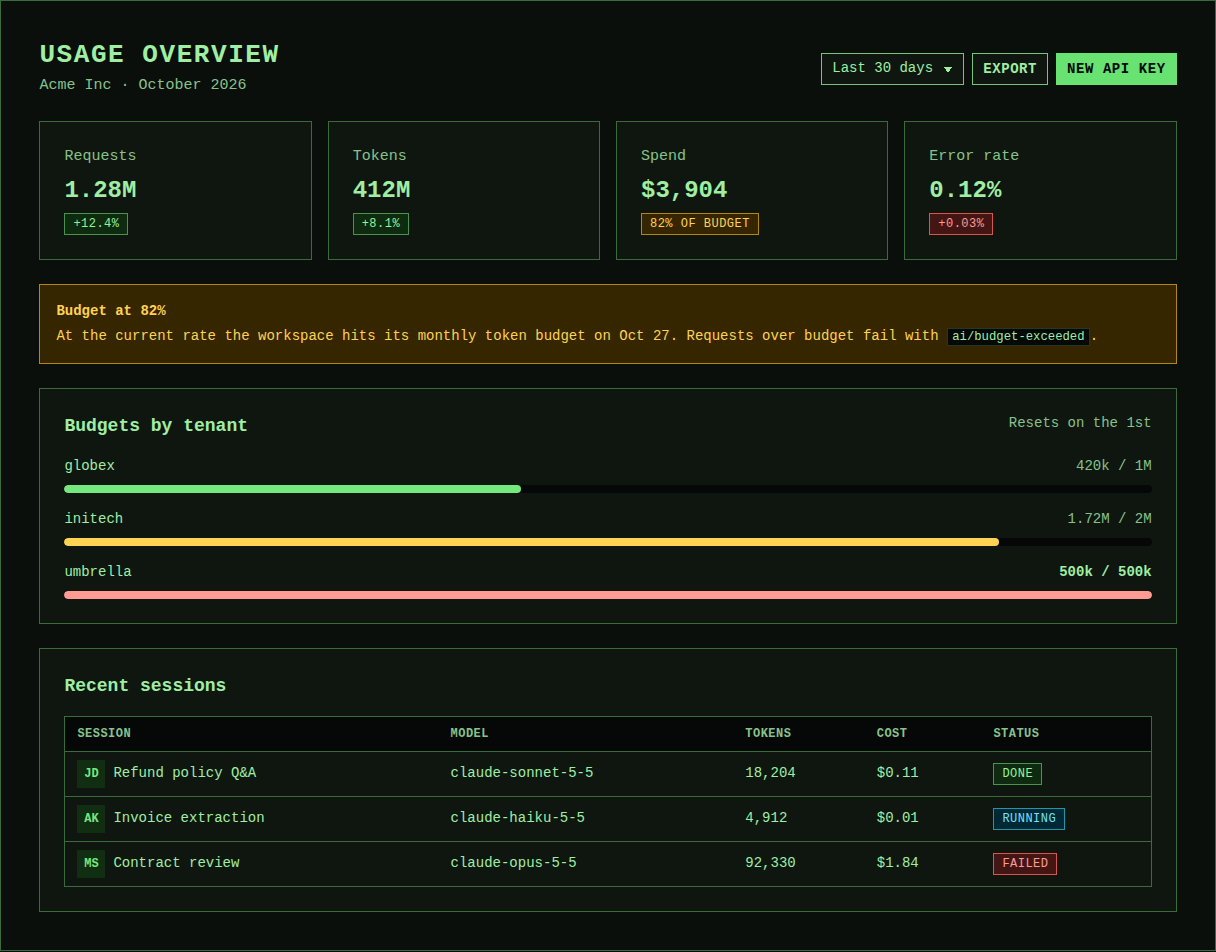 USAGE OVERVIEW
Acme Inc · October 2026
Last 30 days
EXPORT
NEW API KEY
Requests
1.28M
+12.4%
Tokens
412M
+8.1%
Spend
$3,904
82% OF BUDGET
Error rate
0.12%
+0.03%
Budget at 82%
At the current rate the workspace hits its monthly token budget on Oct 27. Requests over budget fail with ai/budget-exceeded.
Budgets by tenant
Resets on the 1st
globex 420k / 1M
initech 1.72M / 2M
umbrella 500k / 500k
Recent sessions
SESSION MODEL TOKENS COST STATUS
JD Refund policy Q&A claude-sonnet-5-5 18,204 $0.11 DONE
AK Invoice extraction claude-haiku-5-5 4,912 $0.01 RUNNING
MS Contract review claude-opus-5-5 92,330 $1.84 FAILED